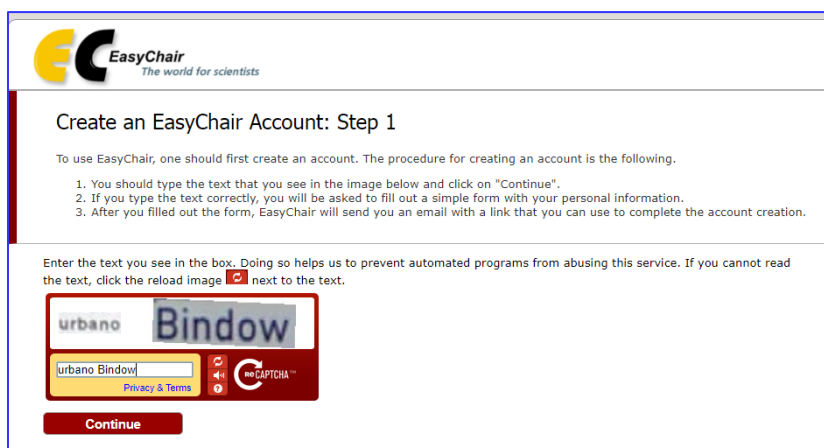 EC EasyChair
The world for scientists
Create an EasyChair Account: Step 1
To use EasyChair, one should first create an account. The procedure for creating an account is the following.
1. You should type the text that you see in the image below and click on "Continue".
2. If you type the text correctly, you will be asked to fill out a simple form with your personal information.
3. After you filled out the form, EasyChair will send you an email with a link that you can use to complete the account creation.
Enter the text you see in the box. Doing so helps us to prevent automated programs from abusing this service. If you cannot read
the text, click the reload image next to the text.
urbano Bindow
urbano Bindow
Privacy & Terms
? reCAPTCHA™
Continue